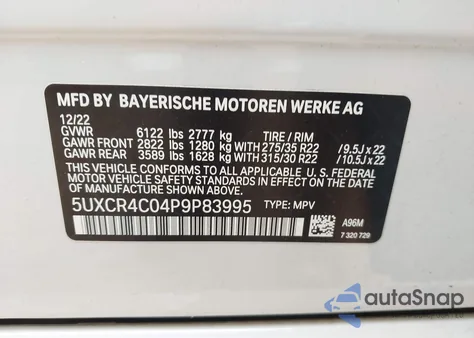 MFD BY BAYERISCHE MOTOREN WERKE AG
12/22
GVWR 6122 lbs 2777 kg TIRE / RIM
GAWR FRONT 2822 lbs 1280 kg WITH 275/35 R22 / 9.5J x 22
GAWR REAR 3589 lbs 1628 kg WITH 315/30 R22 / 10.5J x 22
THIS VEHICLE CONFORMS TO ALL APPLICABLE U. S. FEDERAL
MOTOR VEHICLE SAFETY STANDARDS IN EFFECT ON
THE DATE OF MANUFACTURE SHOWN ABOVE.
5UXCR4C04P9P83995 TYPE: MPV
A96M
7 320 729
autoSnap
POWERED BY CARFAST